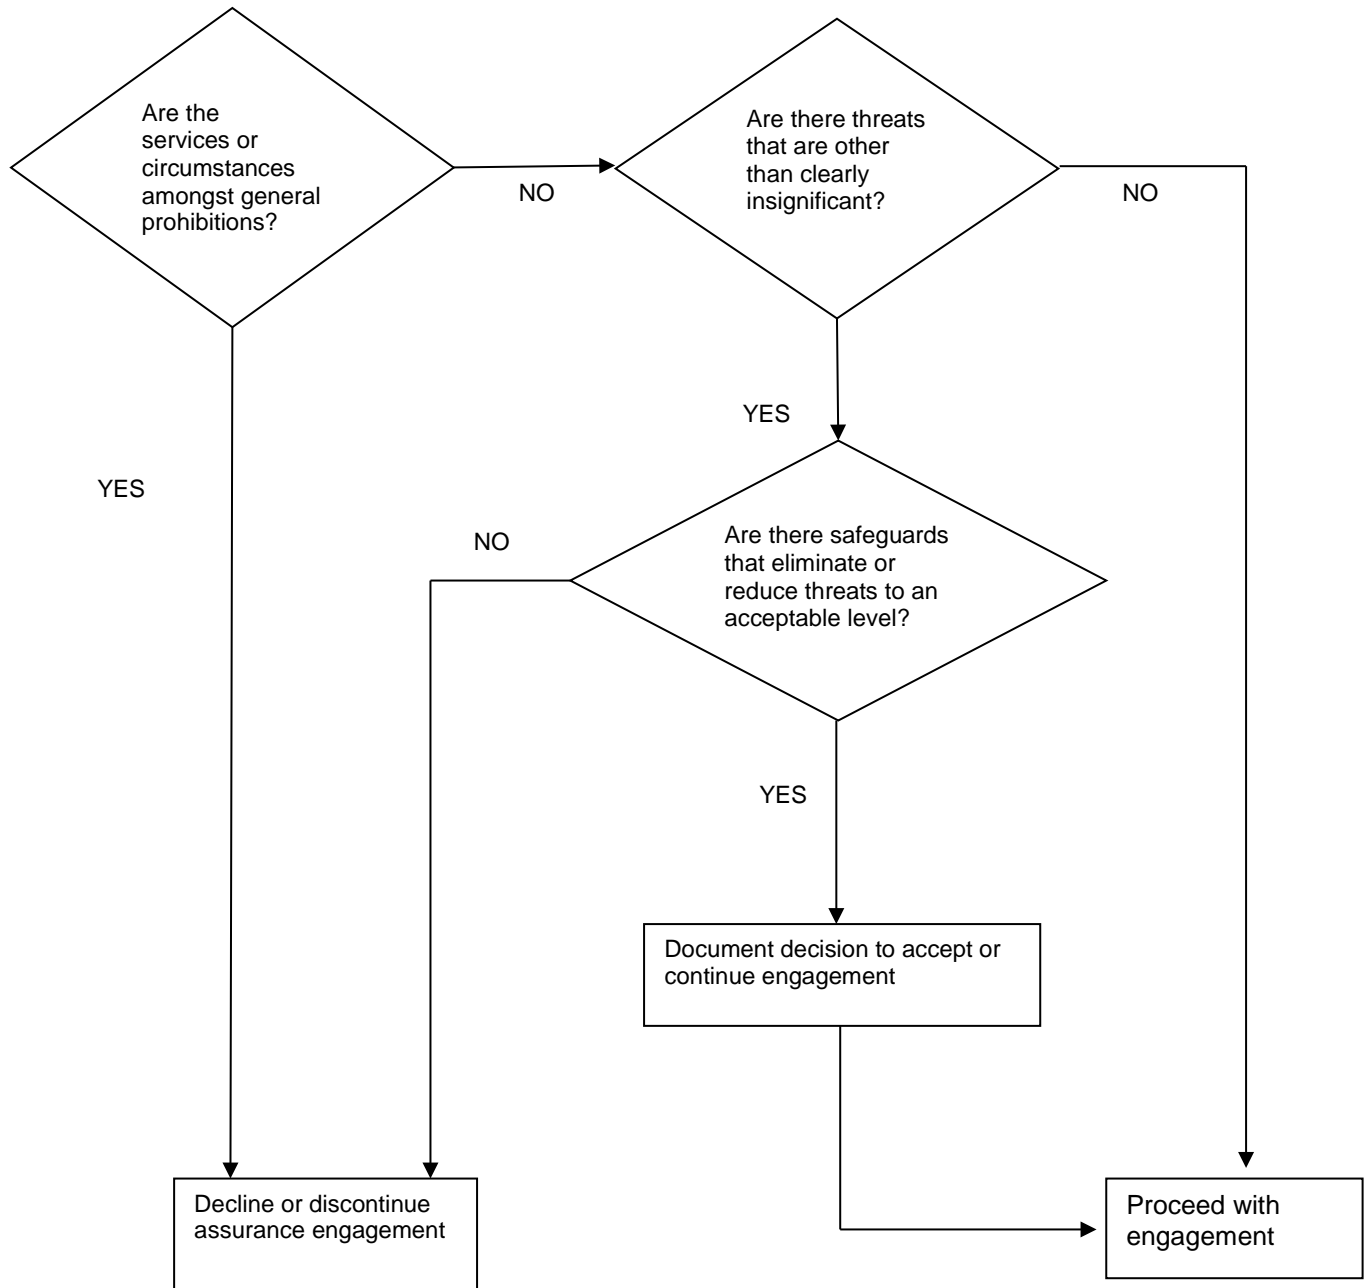 Are the
services or
circumstances
amongst general
prohibitions?
NO
Are there threats
that are other
than clearly
insignificant?
NO
YES
YES
NO
Are there safeguards
that eliminate or
reduce threats to an
acceptable level?
YES
Document decision to accept or
continue engagement
Decline or discontinue
assurance engagement
Proceed with
engagement